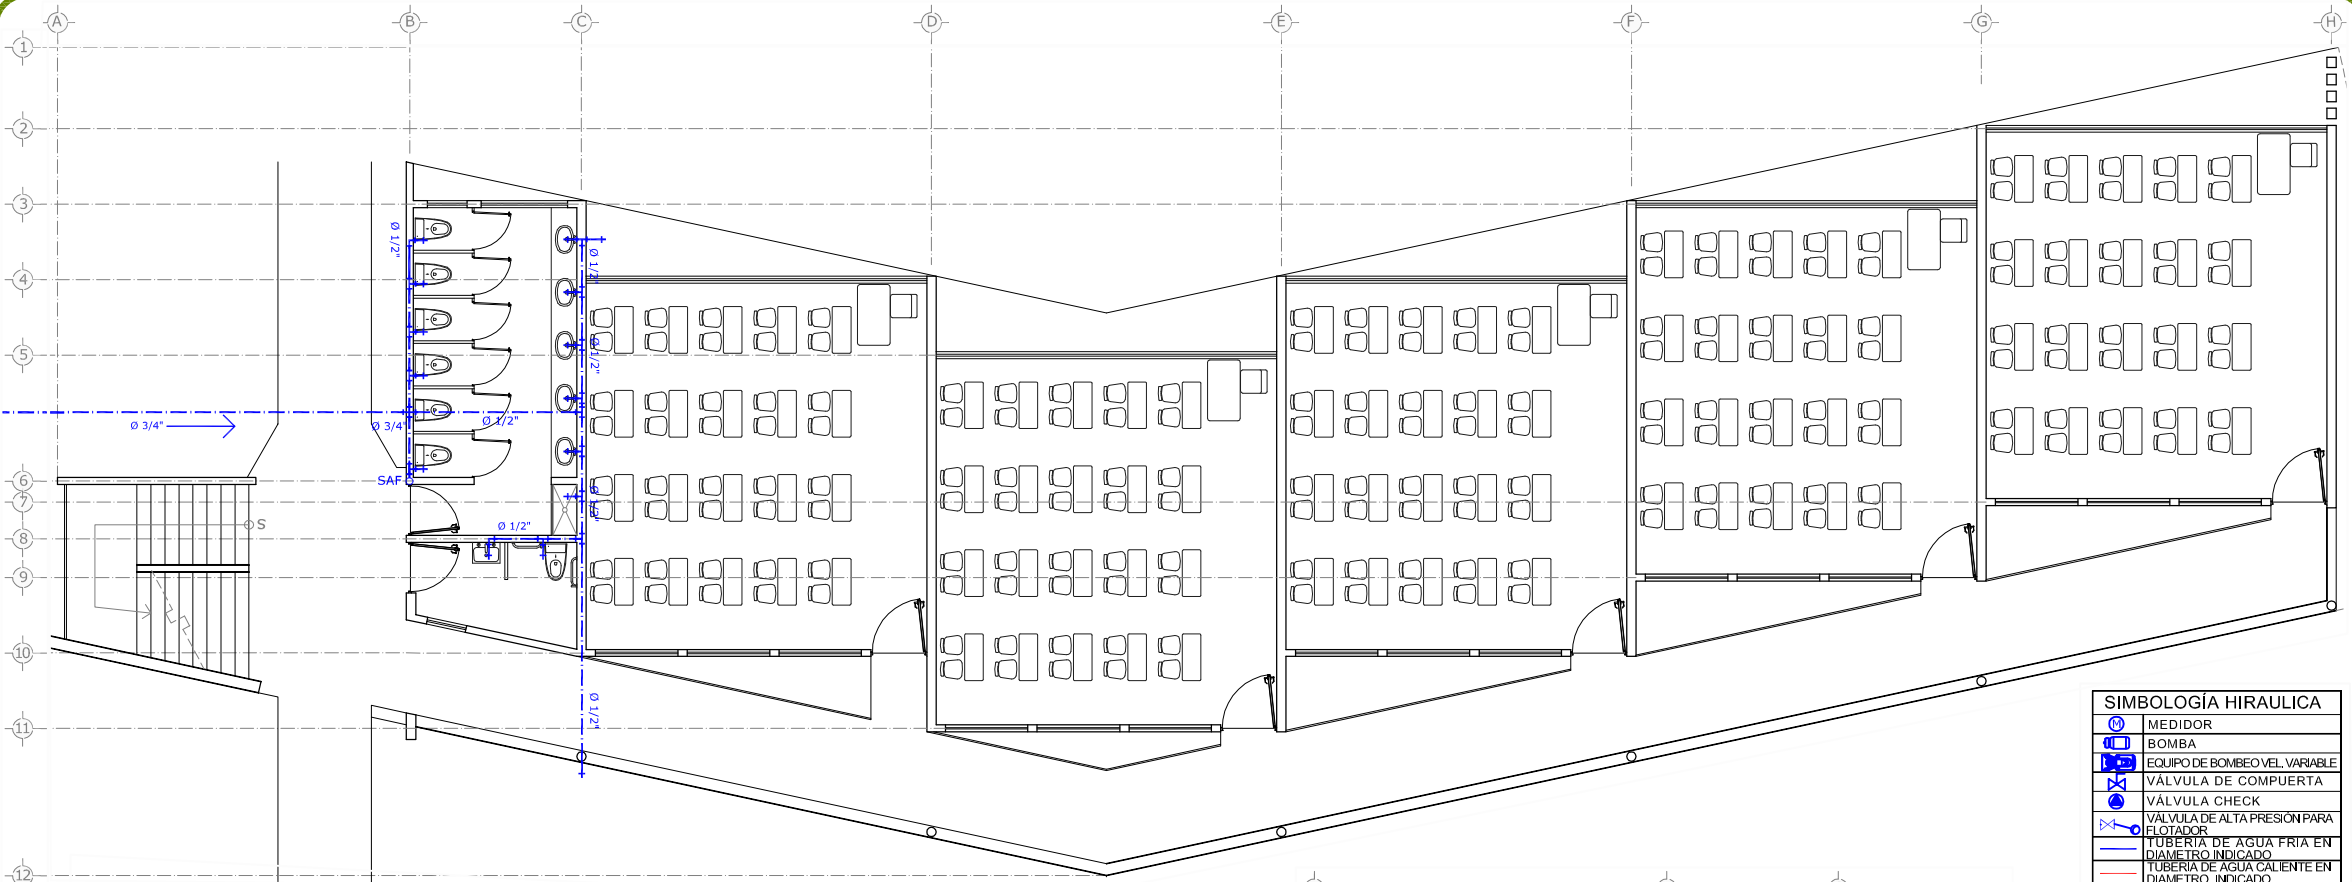 A
B
C
D
E
F
G
H
1
2
3
4
5
6
7
8
9
10
11
12
Ø 1/2"
Ø 1/2"
Ø 1/2"
Ø 3/4"
Ø 3/4"
Ø 1/2"
SAF
Ø 1/2"
S
Ø 1/2"
Ø 1/2"
SIMBOLOGÍA HIRAULICA
M
MEDIDOR
BOMBA
EQUIPO DE BOMBEO VEL. VARIABLE
VÁLVULA DE COMPUERTA
VÁLVULA CHECK
VÁLVULA DE ALTA PRESIÓN PARA
FLOTADOR
TUBERIA DE AGUA FRIA EN
DIAMETRO INDICADO
TUBERIA DE AGUA CALIENTE EN
DIAMETRO INDICADO